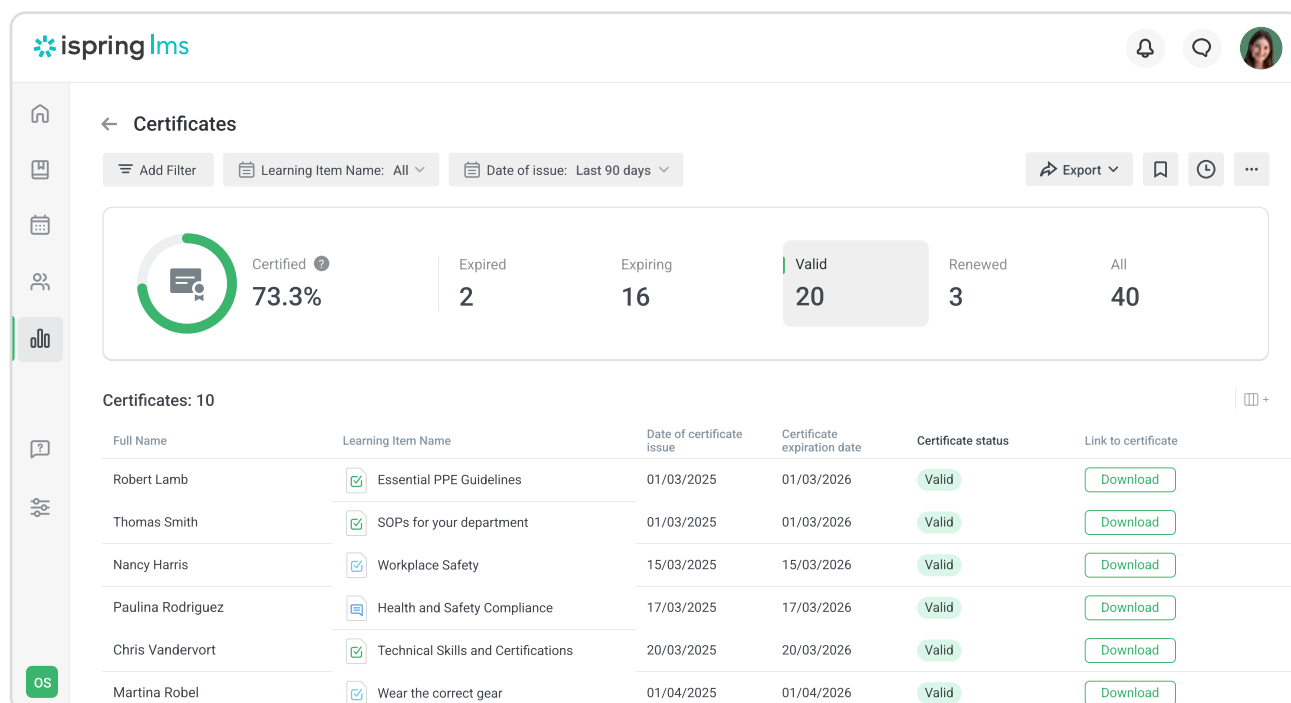 ispring lms
Certificates
Add Filter
Learning Item Name: All
Date of issue: Last 90 days
Export
Certified ?
73.3%
Expired
2
Expiring
16
Valid
20
Renewed
3
All
40
Certificates: 10
+
Full Name
Learning Item Name
Date of certificate
issue
Certificate
expiration date
Certificate status
Link to certificate
Robert Lamb Essential PPE Guidelines 01/03/2025 01/03/2026 Valid Download
Thomas Smith SOPs for your department 01/03/2025 01/03/2026 Valid Download
Nancy Harris Workplace Safety 15/03/2025 15/03/2026 Valid Download
Paulina Rodriguez Health and Safety Compliance 17/03/2025 17/03/2026 Valid Download
Chris Vandervort Technical Skills and Certifications 20/03/2025 20/03/2026 Valid Download
Martina Robel Wear the correct gear 01/04/2025 01/04/2026 Valid Download
OS